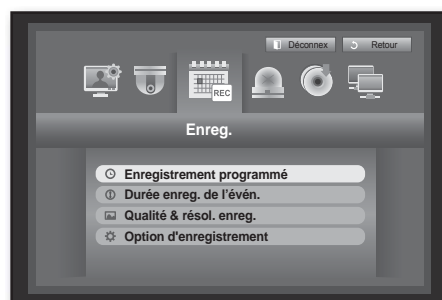 Déconnex
Retour
REC
Enreg.
Enregistrement programmé
Durée enreg. de l'évén.
Qualité & résol. enreg.
Option d'enregistrement